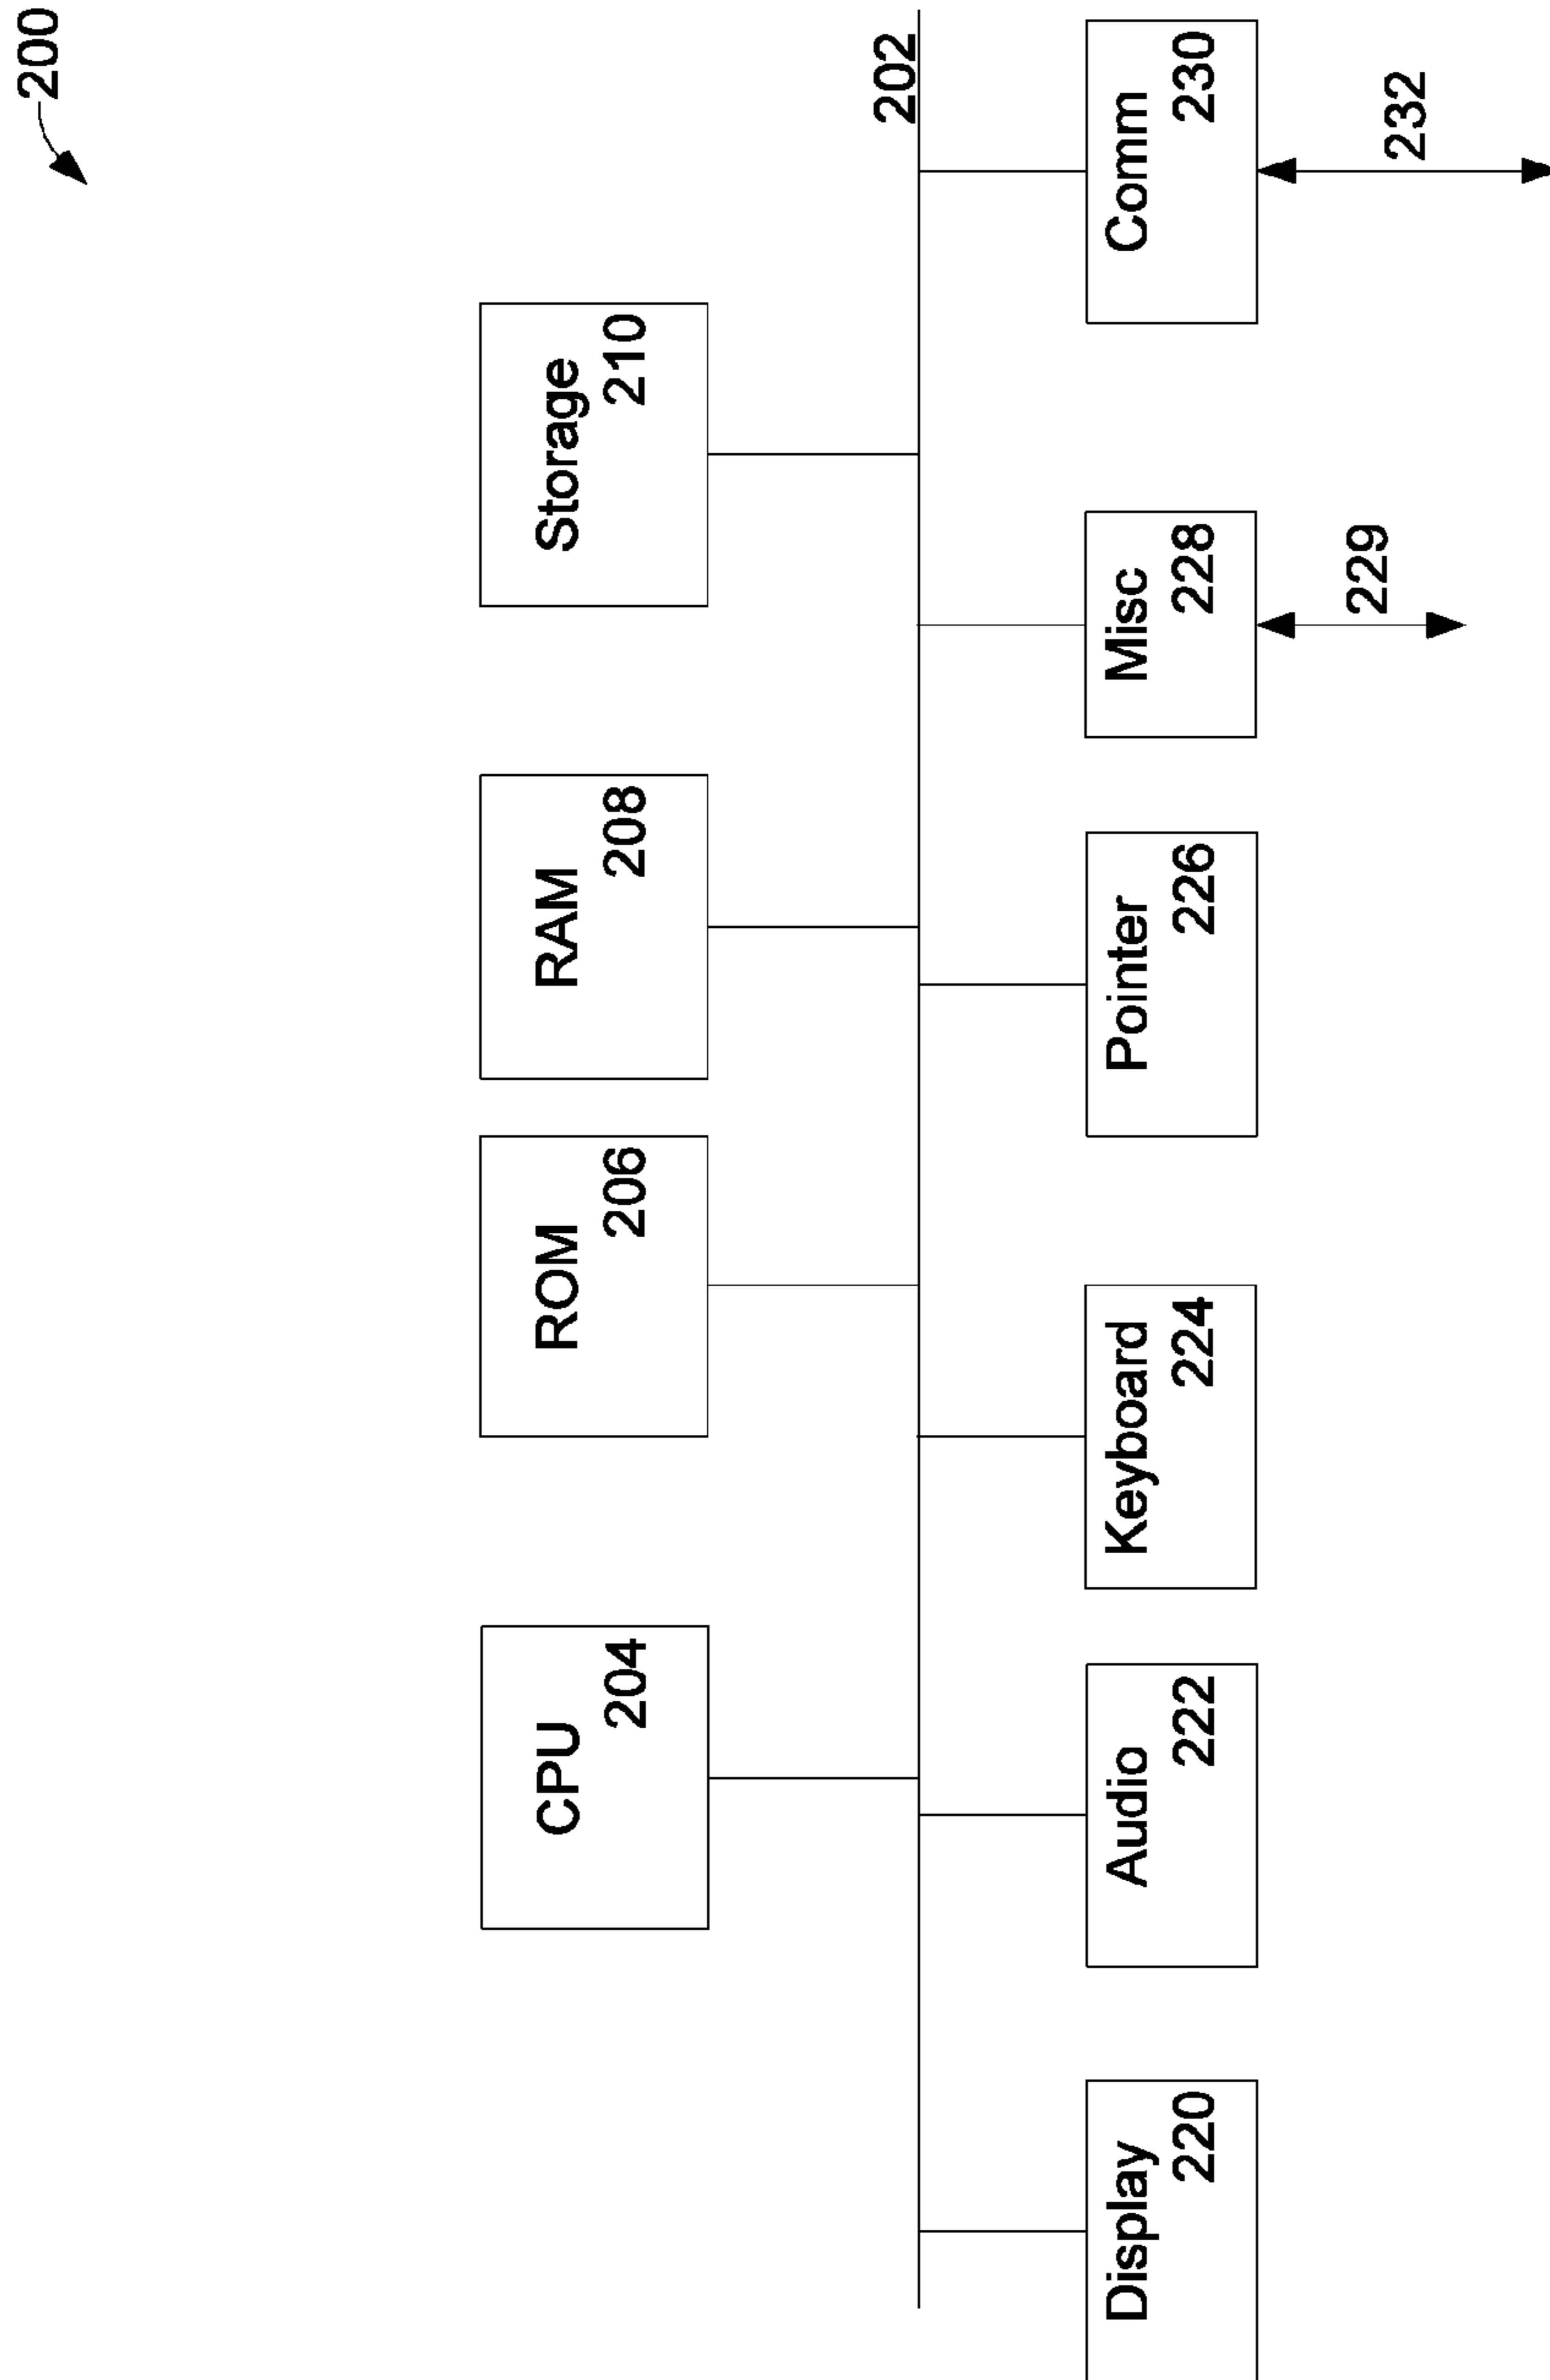 200
CPU
204
ROM
206
RAM
208
Storage
210
202
Display
220
Audio
222
Keyboard
224
Pointer
226
Misc
228
Comm
230
229
232